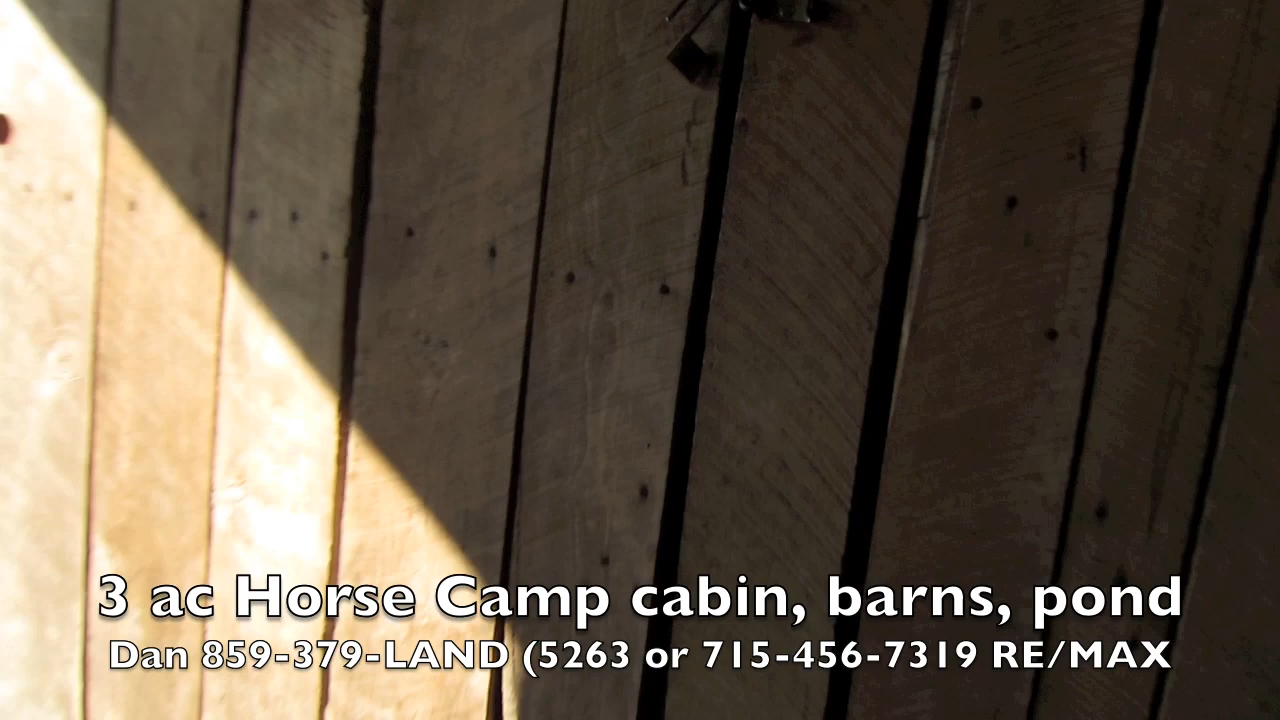 3 ac Horse Camp cabin, barns, pond
Dan 859-379-LAND (5263 or 715-456-7319 RE/MAX